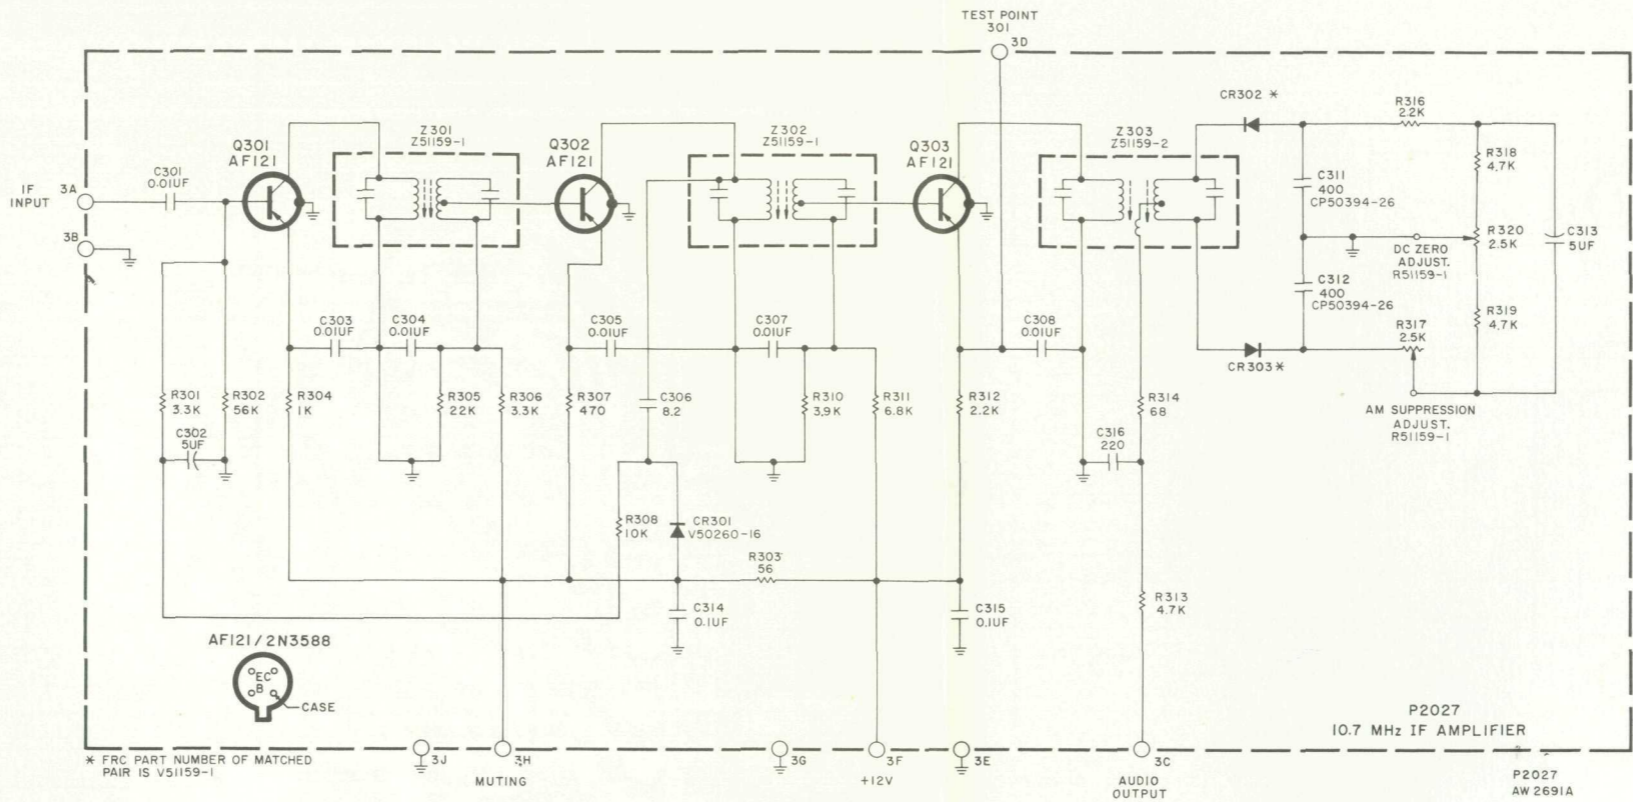 TEST POINT
301
3D
CR302 *
R316
2.2K
Q301
AF121
Z301
Z51159-1
Q302
AF121
Z302
Z51159-1
Q303
AF121
Z303
Z51159-2
R318
4.7K
C301
0.01UF
IF
INPUT
3A
C311
400
CP50394-26
R320
2.5K
C313
5UF
3B
DC ZERO
ADJUST.
R51159-1
C312
400
CP50394-26
R319
4.7K
R317
2.5K
C303
0.01UF
C304
0.01UF
C305
0.01UF
C307
0.01UF
C308
0.01UF
CR303*
R301
3.3K
R302
56K
R304
1K
R305
22K
R306
3.3K
R307
470
C306
8.2
R310
3.9K
R311
6.8K
R312
2.2K
R314
68
AM SUPPRESSION
ADJUST.
R51159-1
C302
5UF
C316
220
R308
10K
CR301
V50260-16
R303
56
C314
0.1UF
C315
0.1UF
R313
4.7K
AF121/2N3588
EC
B
CASE
P2027
10.7 MHz IF AMPLIFIER
* FRC PART NUMBER OF MATCHED
PAIR IS V51159-1
3J
3H
MUTING
3G
3F
+12V
3E
3C
AUDIO
OUTPUT
P2027
AW 2691A